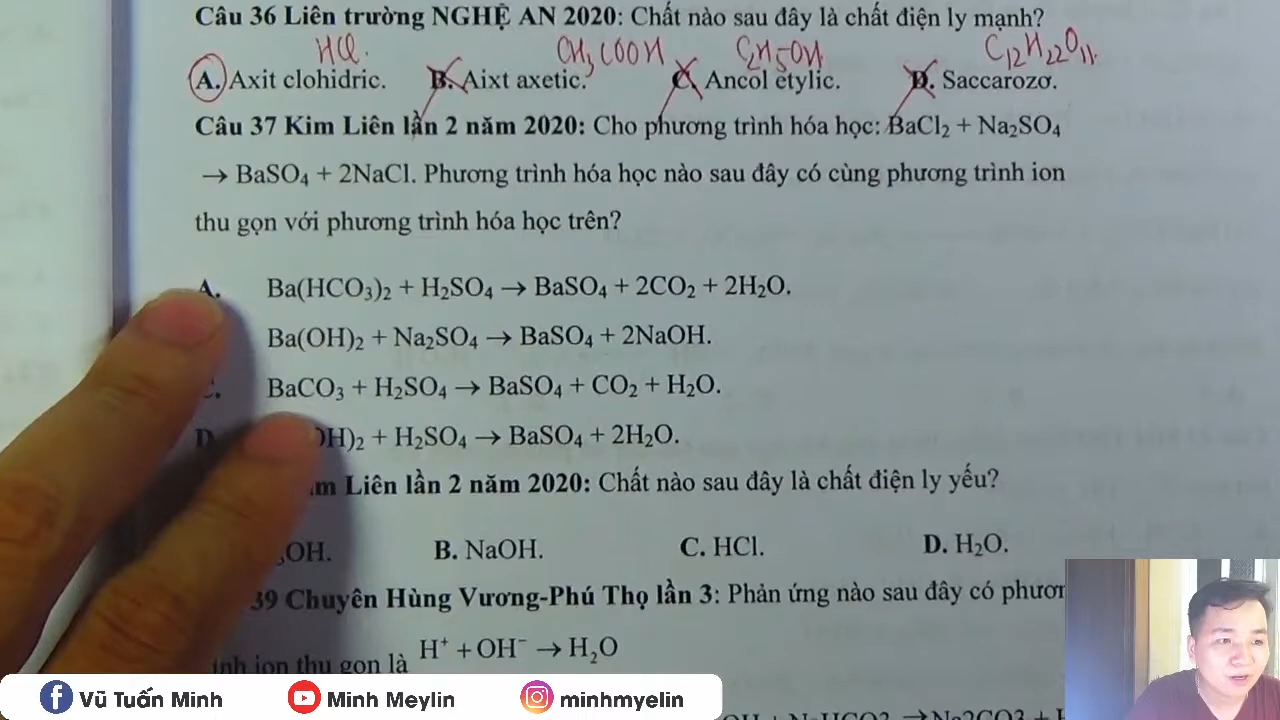 Câu 36 Liên trường NGHỆ AN 2020: Chất nào sau đây là chất điện ly mạnh?
HCl. CH3COOH C2H5OH C12H22O11.
A. Axit clohidric. B. Aixt axetic. C. Ancol etylic. D. Saccarozơ.
Câu 37 Kim Liên lần 2 năm 2020: Cho phương trình hóa học: BaCl₂ + Na₂SO₄
→ BaSO₄ + 2NaCl. Phương trình hóa học nào sau đây có cùng phương trình ion
thu gọn với phương trình hóa học trên?
A. Ba(HCO₃)₂ + H₂SO₄ → BaSO₄ + 2CO₂ + 2H₂O.
Ba(OH)₂ + Na₂SO₄ → BaSO₄ + 2NaOH.
C. BaCO₃ + H₂SO₄ → BaSO₄ + CO₂ + H₂O.
D H)₂ + H₂SO₄ → BaSO₄ + 2H₂O.
Liên lần 2 năm 2020: Chất nào sau đây là chất điện ly yếu?
OH. B. NaOH. C. HCl. D. H₂O.
39 Chuyên Hùng Vương-Phú Thọ lần 3: Phản ứng nào sau đây có
ion thu gọn là H⁺ + OH⁻ → H₂O
Vũ Tuấn Minh Minh Meylin minhmyelin